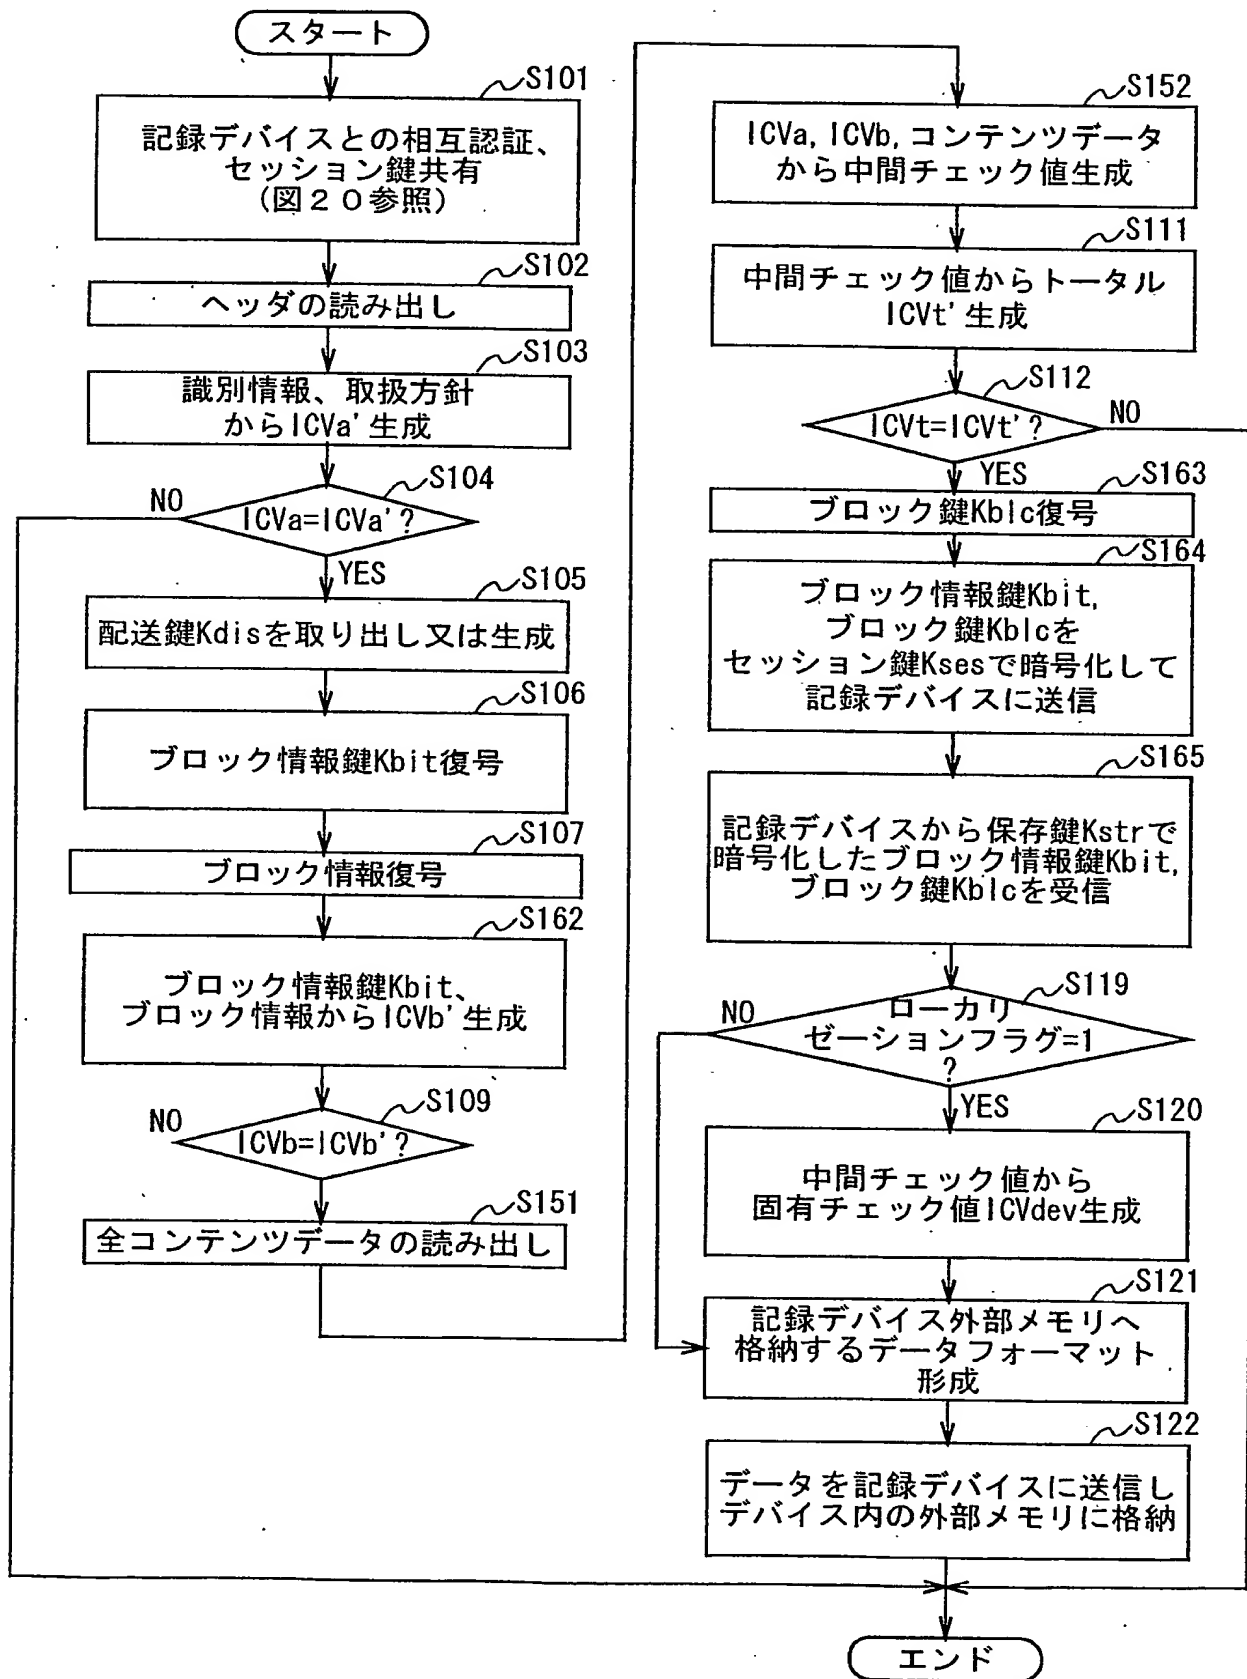 スタート
S101
記録デバイスとの相互認証、
セッション鍵共有
(図20参照)
S102
ヘッダの読み出し
S103
識別情報、取扱方針
からICVa'生成
S104
NO
ICVa=ICVa'?
YES
S105
配送鍵Kdisを取り出し又は生成
S106
ブロック情報鍵Kbit復号
S107
ブロック情報復号
S162
ブロック情報鍵Kbit、
ブロック情報からICVb'生成
S109
NO
ICVb=ICVb'?
S151
全コンテンツデータの読み出し
S152
ICVa, ICVb, コンテンツデータ
から中間チェック値生成
S111
中間チェック値からトータル
ICVt'生成
S112
ICVt=ICVt'?
NO
YES
S163
ブロック鍵Kblc復号
S164
ブロック情報鍵Kbit,
ブロック鍵Kblcを
セッション鍵Ksesで暗号化して
記録デバイスに送信
S165
記録デバイスから保存鍵Kstrで
暗号化したブロック情報鍵Kbit,
ブロック鍵Kblcを受信
S119
NO
ローカリ
ゼーションフラグ=1
?
YES
S120
中間チェック値から
固有チェック値ICVdev生成
S121
記録デバイス外部メモリへ
格納するデータフォーマット
形成
S122
データを記録デバイスに送信し
デバイス内の外部メモリに格納
エンド